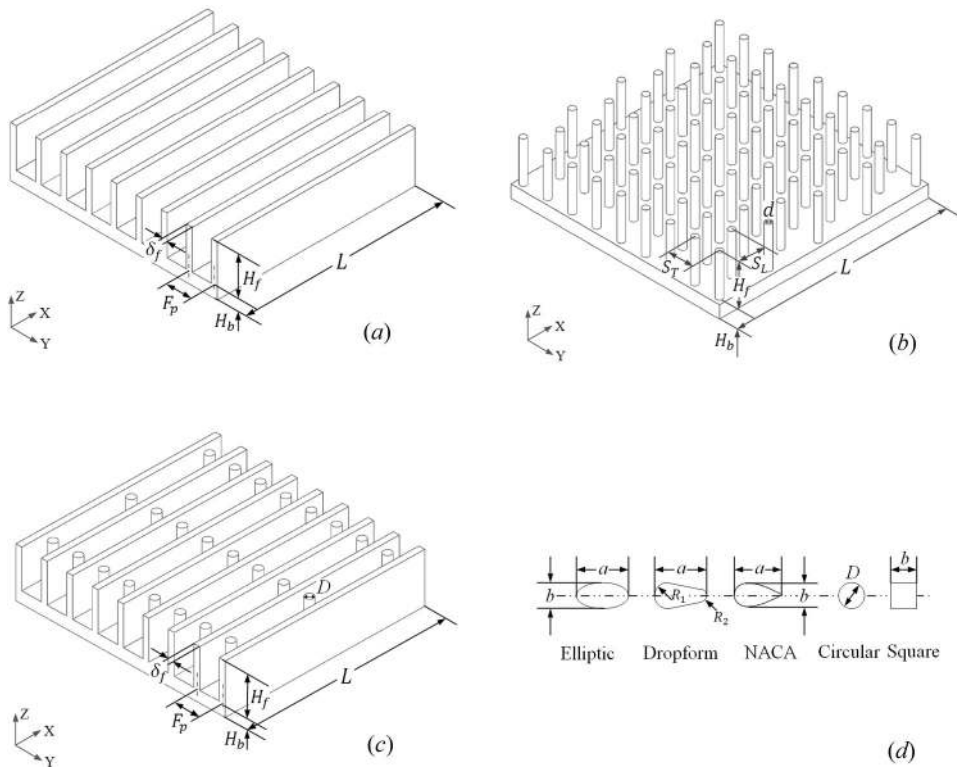 δf
Fp
Hf
Hb
L
Z
X
Y
(a)
d
ST
SL
Hf
L
Hb
Z
X
Y
(b)
D
δf
Fp
Hf
Hb
L
Z
X
Y
(c)
a a a b
b R1 R2 b D
Elliptic Dropform NACA Circular Square
(d)